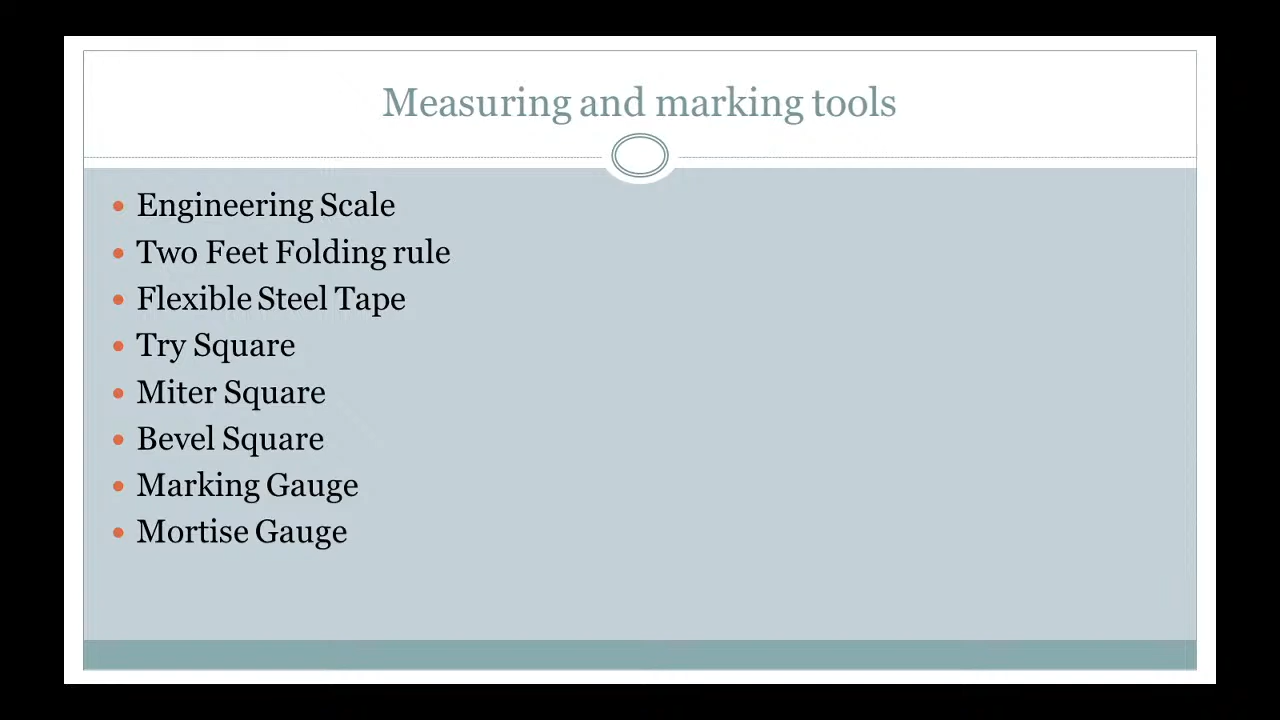 Measuring and marking tools
Engineering Scale
Two Feet Folding rule
Flexible Steel Tape
Try Square
Miter Square
Bevel Square
Marking Gauge
Mortise Gauge